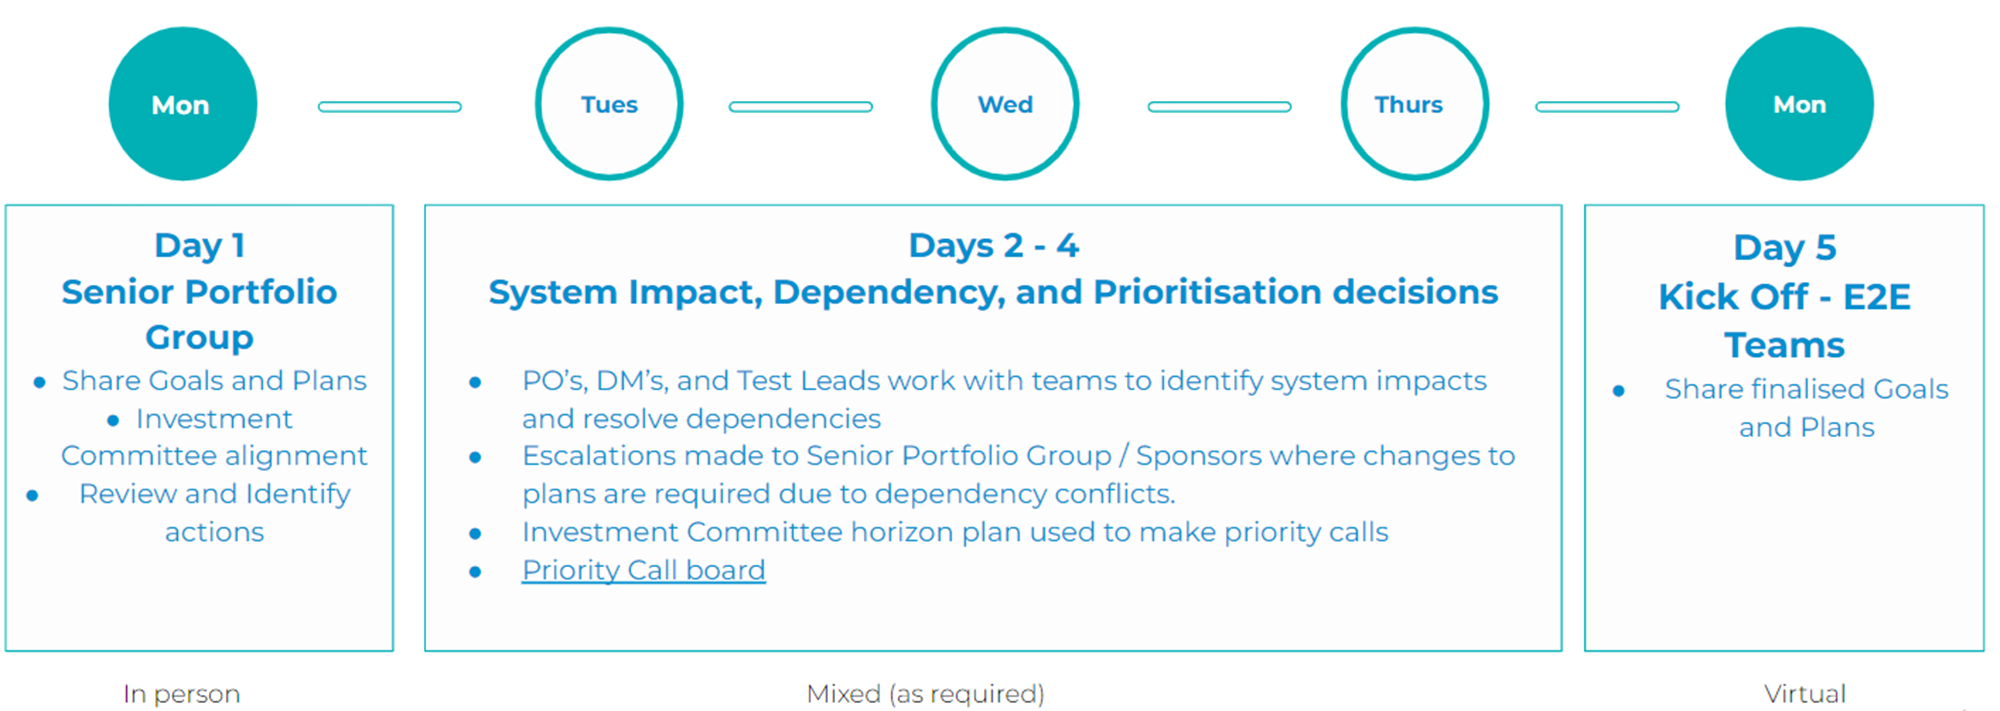 Mon
Tues
Wed
Thurs
Mon
Day 1
Senior Portfolio
Group
● Share Goals and Plans
● Investment
Committee alignment
● Review and Identify
actions
Days 2 - 4
System Impact, Dependency, and Prioritisation decisions
● PO’s, DM’s, and Test Leads work with teams to identify system impacts
and resolve dependencies
● Escalations made to Senior Portfolio Group / Sponsors where changes to
plans are required due to dependency conflicts.
● Investment Committee horizon plan used to make priority calls
● Priority Call board
Day 5
Kick Off - E2E
Teams
● Share finalised Goals
and Plans
In person
Mixed (as required)
Virtual